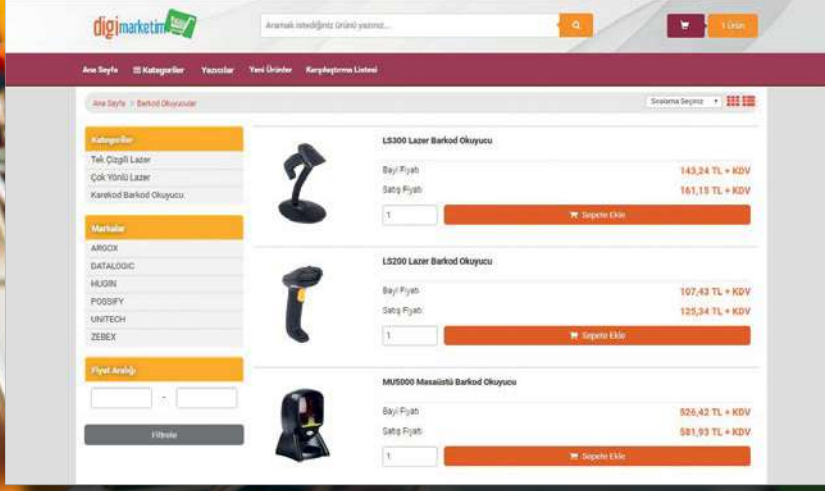 digimarketim
Aramak istediğiniz ürünü yazınız...
1 Ürün
Ana Sayfa Kategoriler Yazıcılar Yeni Ürünler Karşılaştırma Listesi
Ana Sayfa > Barkod Okuyucular
Sıralama Seçiniz
Kategoriler
Tek Çizgili Lazer
Çok Yönlü Lazer
Karekod Barkod Okuyucu
Markalar
ARGOX
DATALOGIC
HUGIN
POSSIFY
UNITECH
ZEBEX
Fiyat Aralığı
-
Filtrele
LS300 Lazer Barkod Okuyucu
Bayi Fiyatı 143,24 TL + KDV
Satış Fiyatı 161,15 TL + KDV
1 Sepete Ekle
LS200 Lazer Barkod Okuyucu
Bayi Fiyatı 107,43 TL + KDV
Satış Fiyatı 125,34 TL + KDV
1 Sepete Ekle
MU5000 Masaüstü Barkod Okuyucu
Bayi Fiyatı 526,42 TL + KDV
Satış Fiyatı 581,93 TL + KDV
1 Sepete Ekle